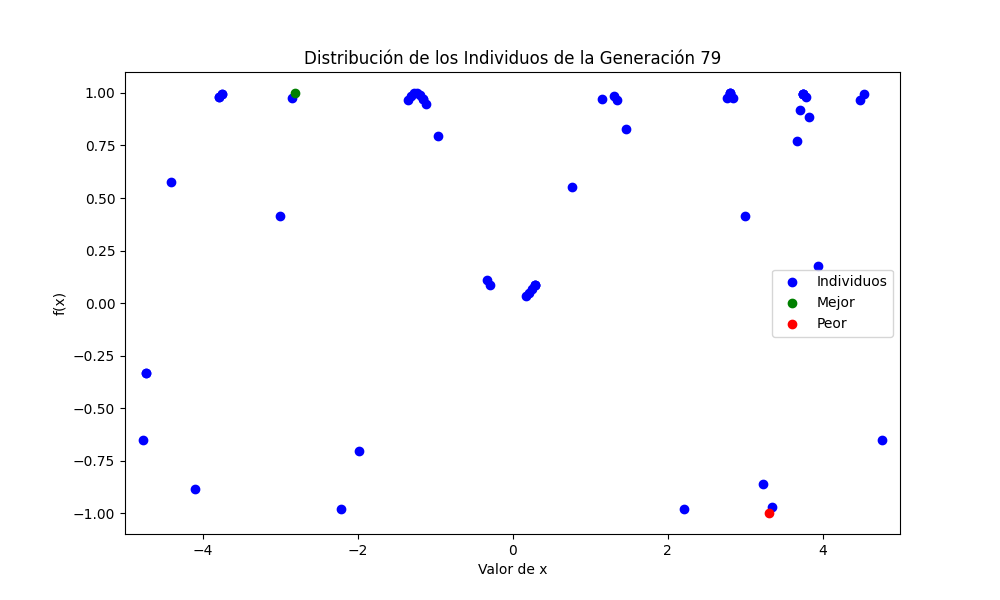 Distribución de los Individuos de la Generación 79
f(x)
1.00
0.75
0.50
0.25
0.00
−0.25
−0.50
−0.75
−1.00
Individuos
Mejor
Peor
−4
−2
0
2
4
Valor de x